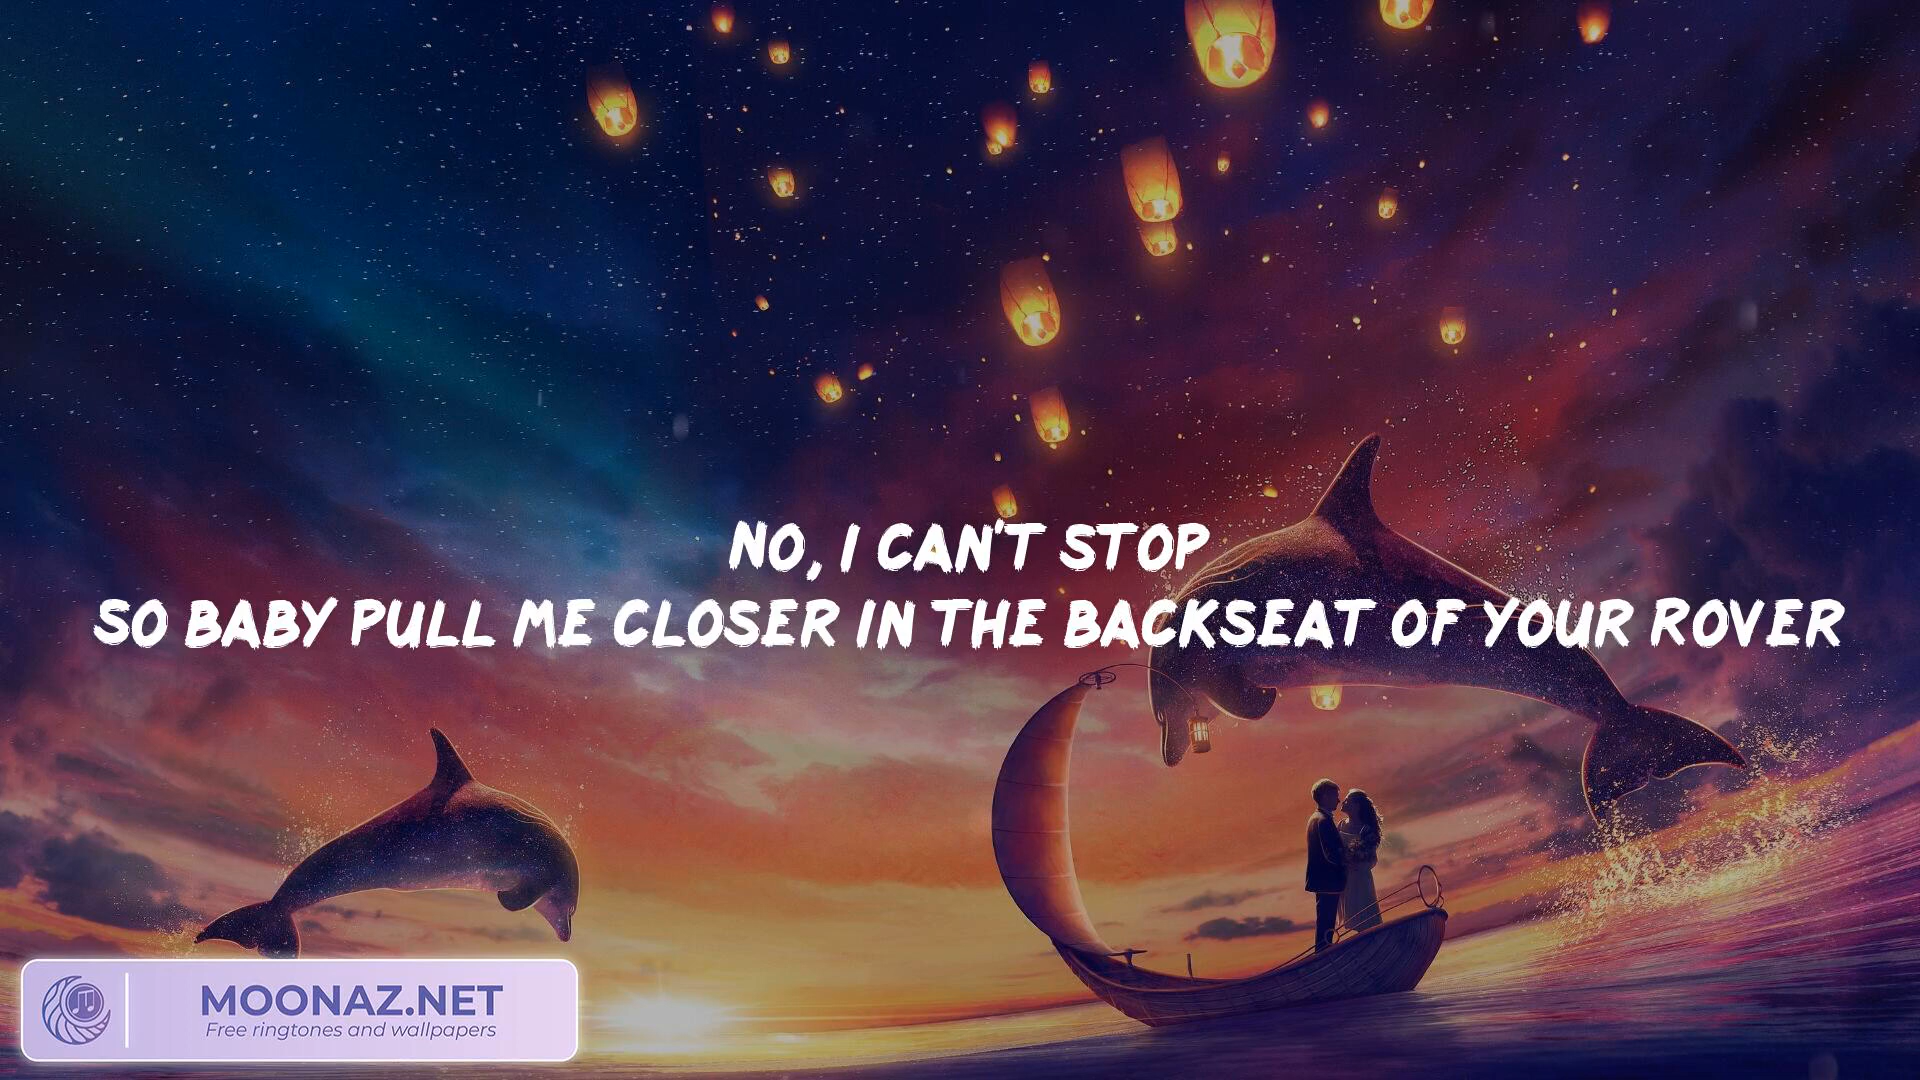 NO, I CAN'T STOP
SO BABY PULL ME CLOSER IN THE BACKSEAT OF YOUR ROVER
MOONAZ.NET
Free ringtones and wallpapers